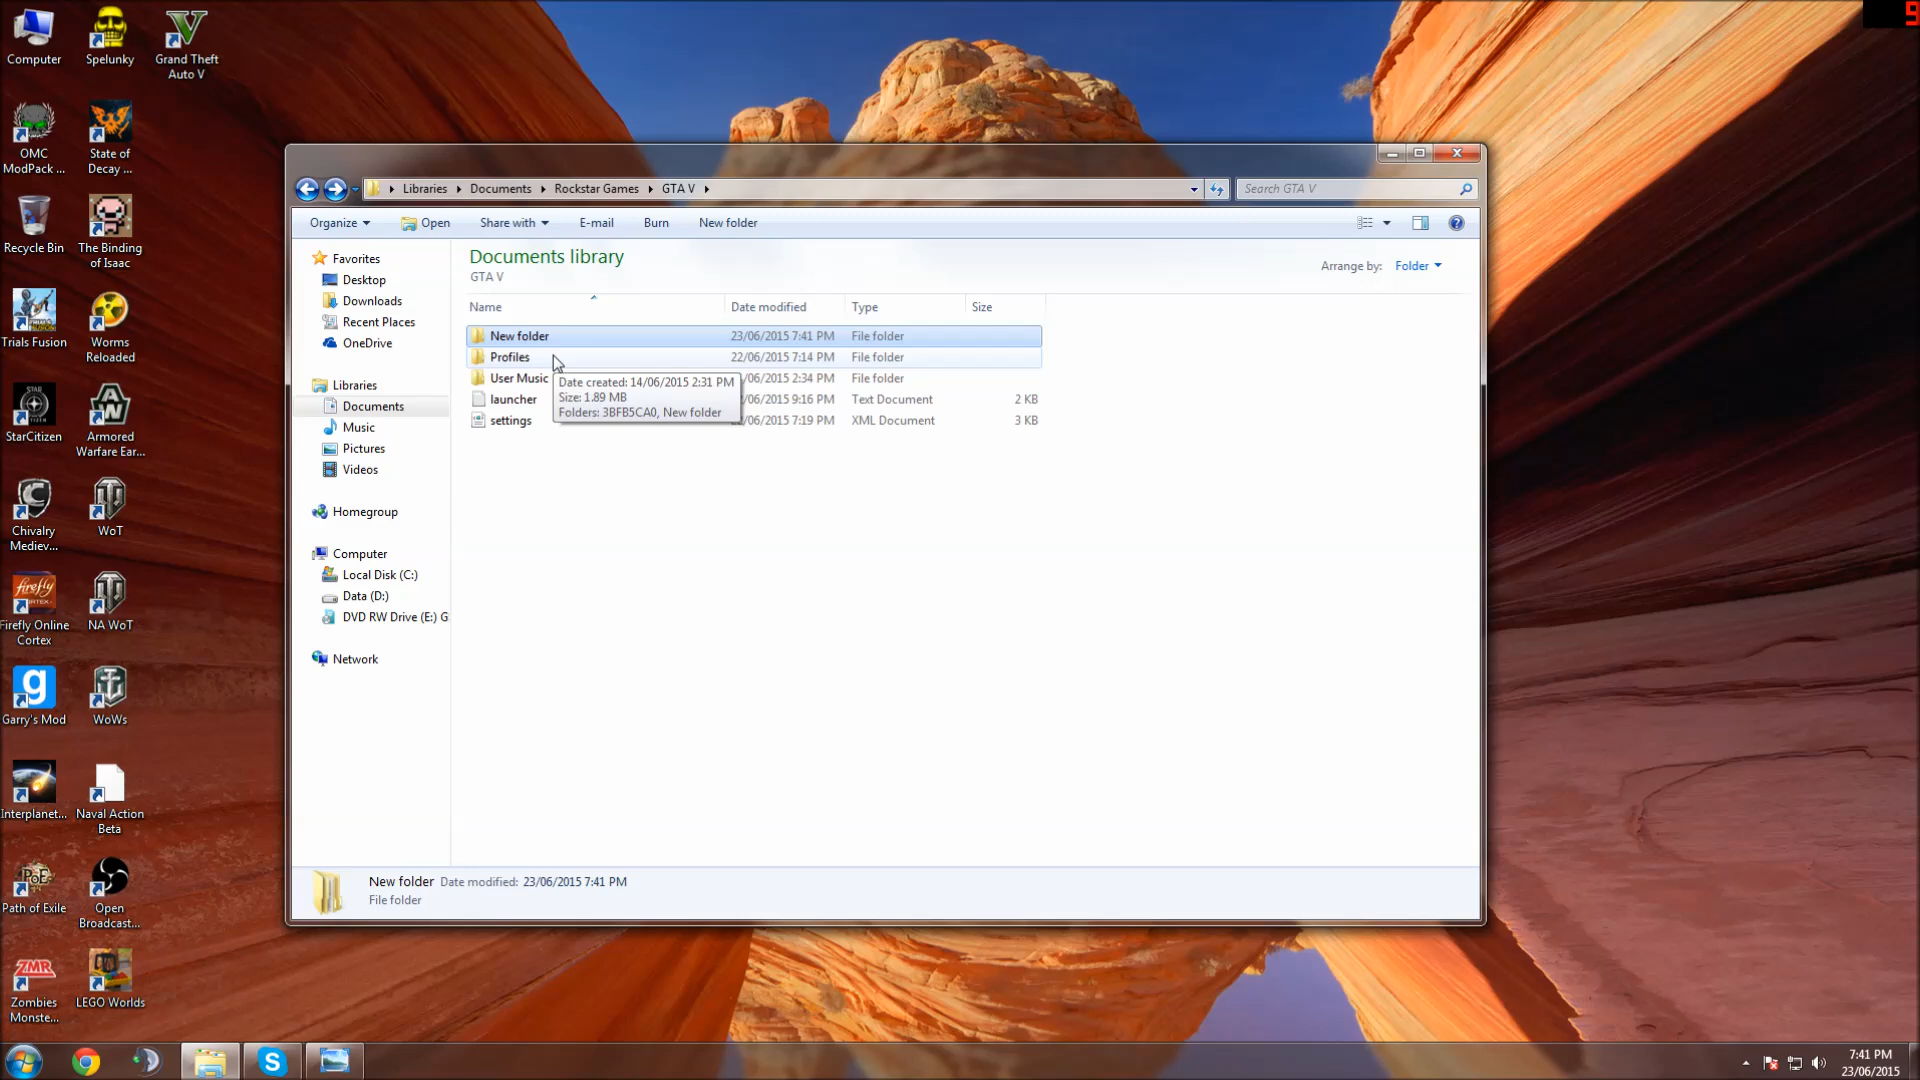 9
Computer
Spelunky
Grand Theft
Auto V
OMC
ModPack ...
State of
Decay ...
Recycle Bin
The Binding
of Isaac
Trials Fusion
Worms
Reloaded
StarCitizen
Armored
Warfare Ear...
Chivalry
Mediev...
WoT
Firefly Online
Cortex
NA WoT
Garry's Mod
WoWs
Interplanet...
Naval Action
Beta
Path of Exile
Open
Broadcast...
Zombies
Monste...
LEGO Worlds
Libraries Documents Rockstar Games GTA V
Search GTA V
Organize Open Share with E-mail Burn New folder
Favorites
Desktop
Downloads
Recent Places
OneDrive
Libraries
Documents
Music
Pictures
Videos
Homegroup
Computer
Local Disk (C:)
Data (D:)
DVD RW Drive (E:) G
Network
Documents library
GTA V
Arrange by: Folder
Name Date modified Type Size
New folder 23/06/2015 7:41 PM File folder
Profiles 22/06/2015 7:14 PM File folder
User Music /06/2015 2:34 PM File folder
launcher /06/2015 9:16 PM Text Document 2 KB
settings /06/2015 7:19 PM XML Document 3 KB
Date created: 14/06/2015 2:31 PM
Size: 1.89 MB
Folders: 3BFB5CA0, New folder
New folder Date modified: 23/06/2015 7:41 PM
File folder
7:41 PM
23/06/2015